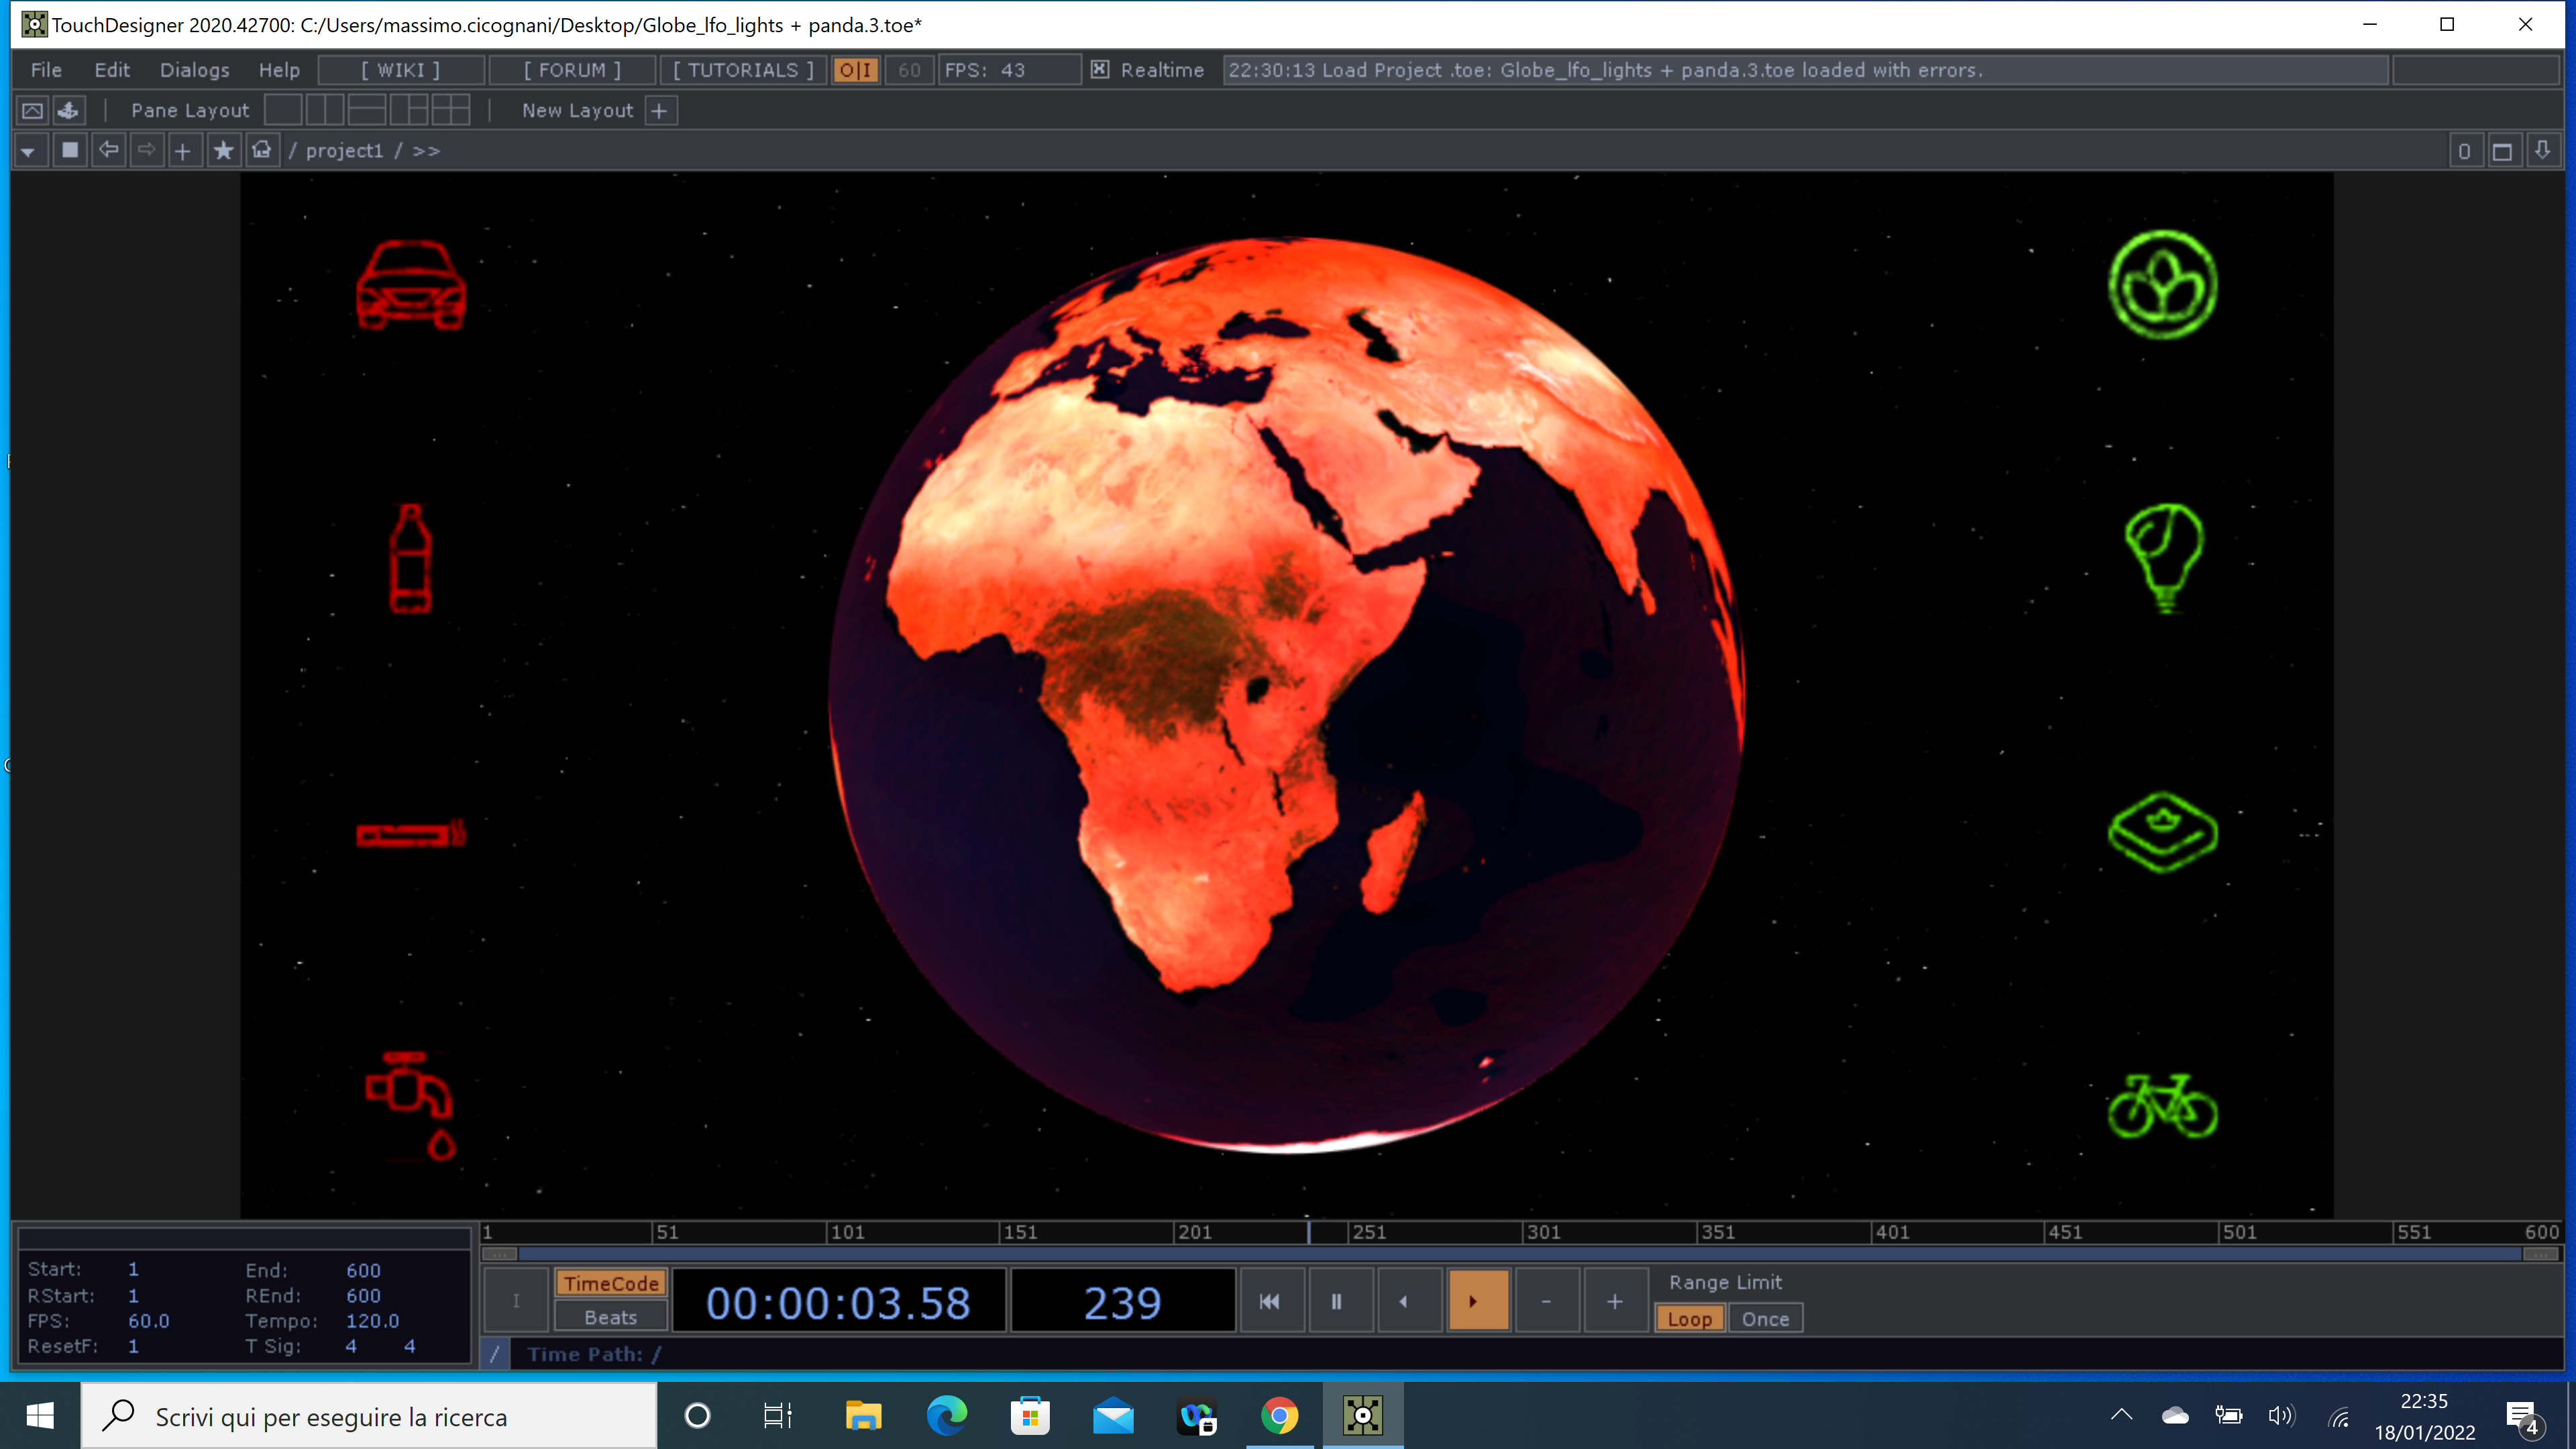 TouchDesigner 2020.42700: C:/Users/massimo.cicognani/Desktop/Globe_lfo_lights + panda.3.toe*
File Edit Dialogs Help [ WIKI ] [ FORUM ] [ TUTORIALS ] O|I 60 FPS: 43 Realtime 22:30:13 Load Project .toe: Globe_lfo_lights + panda.3.toe loaded with errors.
Pane Layout New Layout +
/ project1 / >> 0
1 51 101 151 201 251 301 351 401 451 501 551 600
Start: 1 End: 600
RStart: 1 REnd: 600
FPS: 60.0 Tempo: 120.0
ResetF: 1 T Sig: 4 4
I TimeCode Beats 00:00:03.58 239 - + Range Limit
Loop Once
/ Time Path: /
Scrivi qui per eseguire la ricerca
22:35
18/01/2022
4